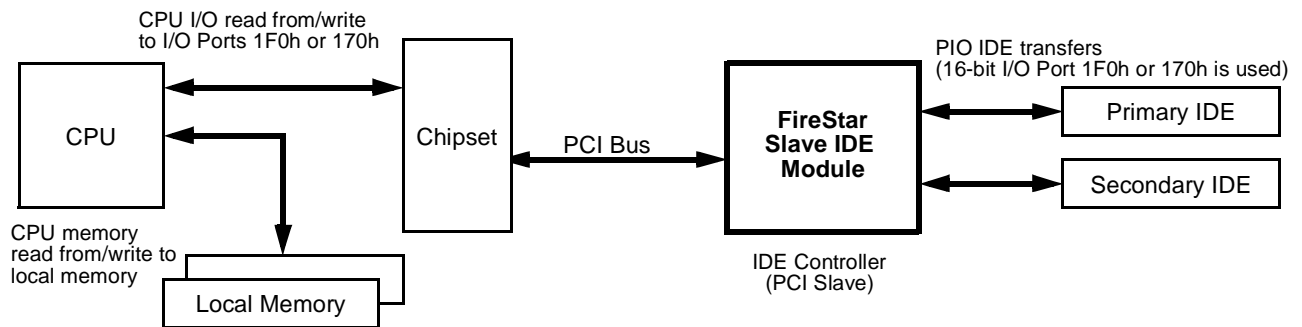 CPU I/O read from/write
to I/O Ports 1F0h or 170h
CPU
Chipset
PCI Bus
FireStar
Slave IDE
Module
PIO IDE transfers
(16-bit I/O Port 1F0h or 170h is used)
Primary IDE
Secondary IDE
CPU memory
read from/write to
local memory
Local Memory
IDE Controller
(PCI Slave)